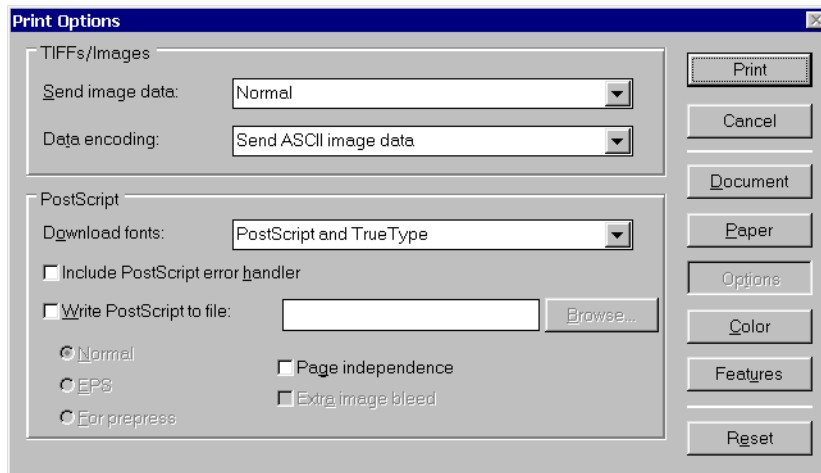 Print Options
TIFFs/Images
Send image data:
Normal
Data encoding:
Send ASCII image data
PostScript
Download fonts:
PostScript and TrueType
Include PostScript error handler
Write PostScript to file:
Browse...
Normal
EPS
For prepress
Page independence
Extra image bleed
Print
Cancel
Document
Paper
Options
Color
Features
Reset